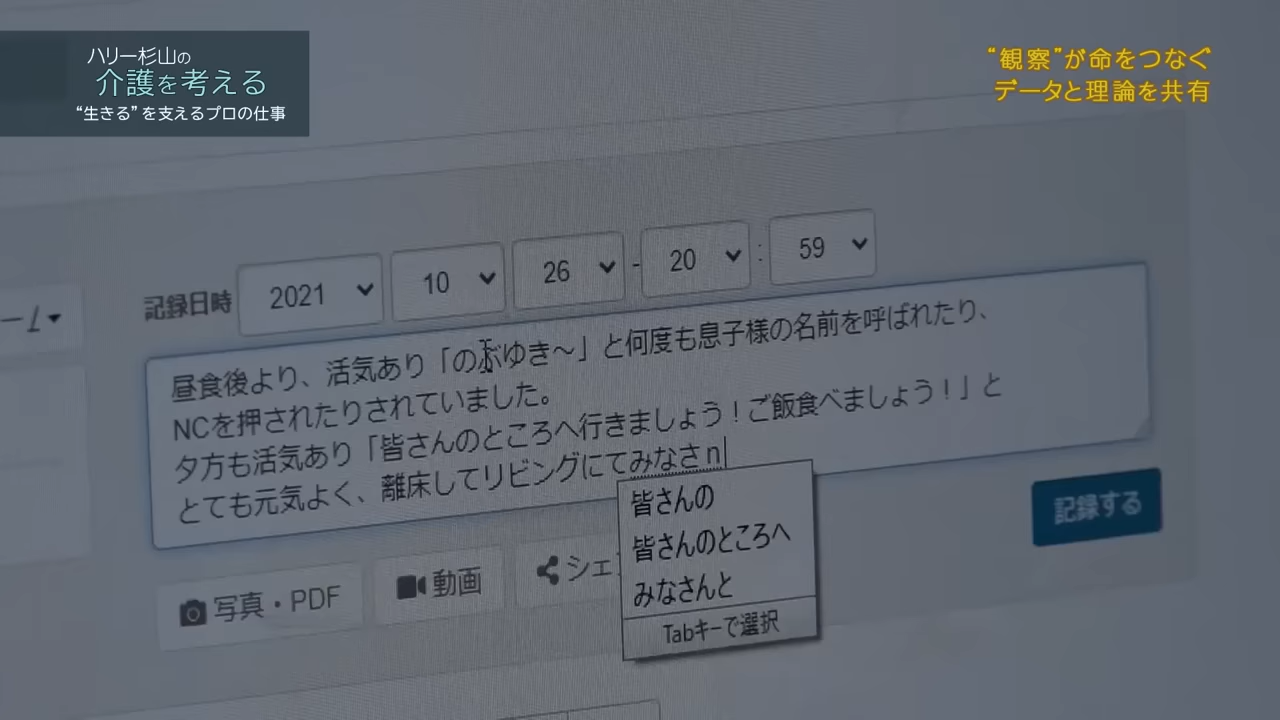 ハリー杉山の
介護を考える
“生きる”を支えるプロの仕事
“観察”が命をつなぐ
データと理論を共有
記録日時 2021 10 26 - 20 : 59
昼食後より、活気あり「のぶゆき～」と何度も息子様の名前を呼ばれたり、
NCを押されたりされていました。
夕方も活気あり「皆さんのところへ行きましょう！ご飯食べましょう！」と
とても元気よく、離床してリビングにてみなさn
皆さんの
皆さんのところへ
みなさんと
Tabキーで選択
記録する
写真・PDF 動画 シェ